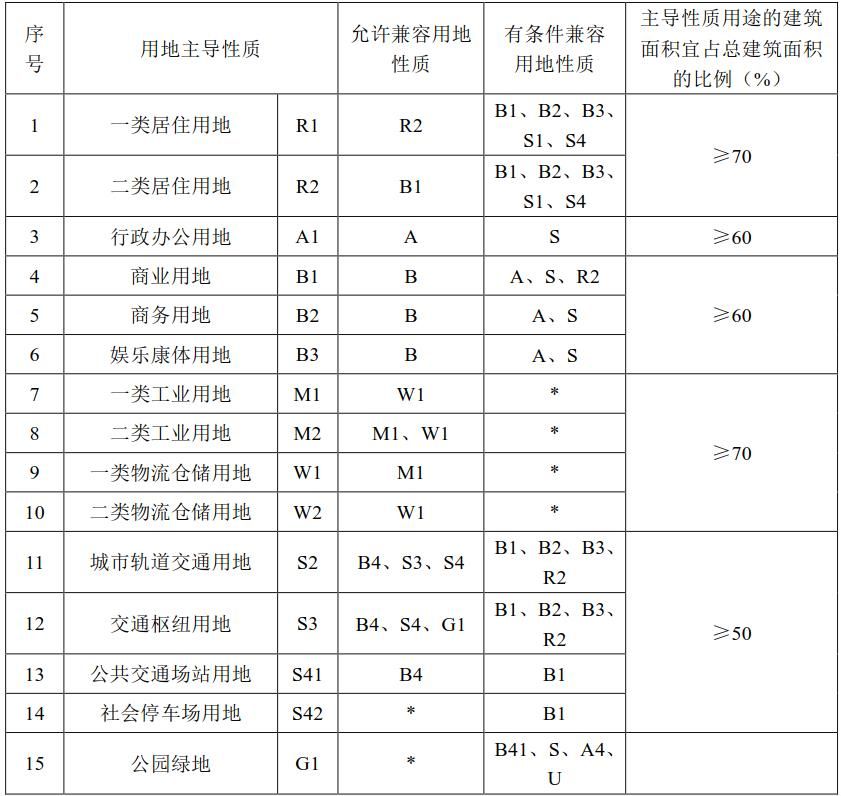 序
号
用地主导性质
允许兼容用地
性质
有条件兼容
用地性质
主导性质用途的建筑
面积宜占总建筑面积
的比例（%）
1 一类居住用地 R1 R2 B1、B2、B3、
S1、S4
≥70
2 二类居住用地 R2 B1 B1、B2、B3、
S1、S4
3 行政办公用地 A1 A S ≥60
4 商业用地 B1 B A、S、R2
5 商务用地 B2 B A、S ≥60
6 娱乐康体用地 B3 B A、S
7 一类工业用地 M1 W1 *
8 二类工业用地 M2 M1、W1 *
≥70
9 一类物流仓储用地 W1 M1 *
10 二类物流仓储用地 W2 W1 *
11 城市轨道交通用地 S2 B4、S3、S4 B1、B2、B3、
R2
12 交通枢纽用地 S3 B4、S4、G1 B1、B2、B3、
R2
≥50
13 公共交通场站用地 S41 B4 B1
14 社会停车场用地 S42 * B1
15 公园绿地 G1 * B41、S、A4、
U